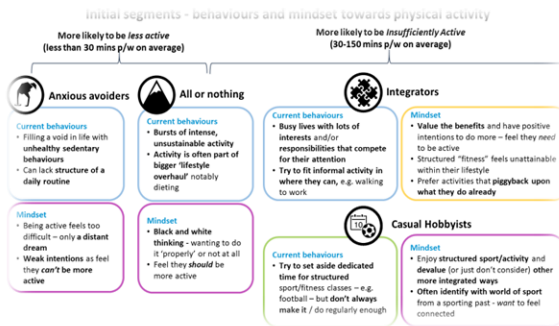 Initial segments - behaviours and mindset towards physical activity
More likely to be less active
(less than 30 mins p/w on average)
More likely to be Insufficiently Active
(30-150 mins p/w on average)
Anxious avoiders
Current behaviours
• Filling a void in life with
unhealthy sedentary
behaviours
• Can lack structure of a
daily routine
Mindset
• Being active feels too
difficult – only a distant
dream
• Weak intentions as feel
they can't be more
active
All or nothing
Current behaviours
• Bursts of intense,
unsustainable activity
• Activity is often part of
bigger 'lifestyle
overhaul' notably
dieting
Mindset
• Black and white
thinking - wanting to do
it 'properly' or not at all
• Feel they should be
more active
Integrators
Current behaviours
• Busy lives with lots of
interests and/or
responsibilities that compete
for their attention
• Try to fit informal activity in
where they can, e.g. walking
to work
Mindset
• Value the benefits and have positive
intentions to do more – feel they need
to be active
• Structured "fitness" feels unattainable
within their lifestyle
• Prefer activities that piggyback upon
what they do already
10
Casual Hobbyists
Current behaviours
• Try to set aside dedicated
time for structured
sport/fitness classes – e.g.
football – but don't always
make it / do regularly enough
Mindset
• Enjoy structured sport/activity and
devalue (or just don't consider) other
more integrated ways
• Often identify with world of sport
from a sporting past - want to feel
connected